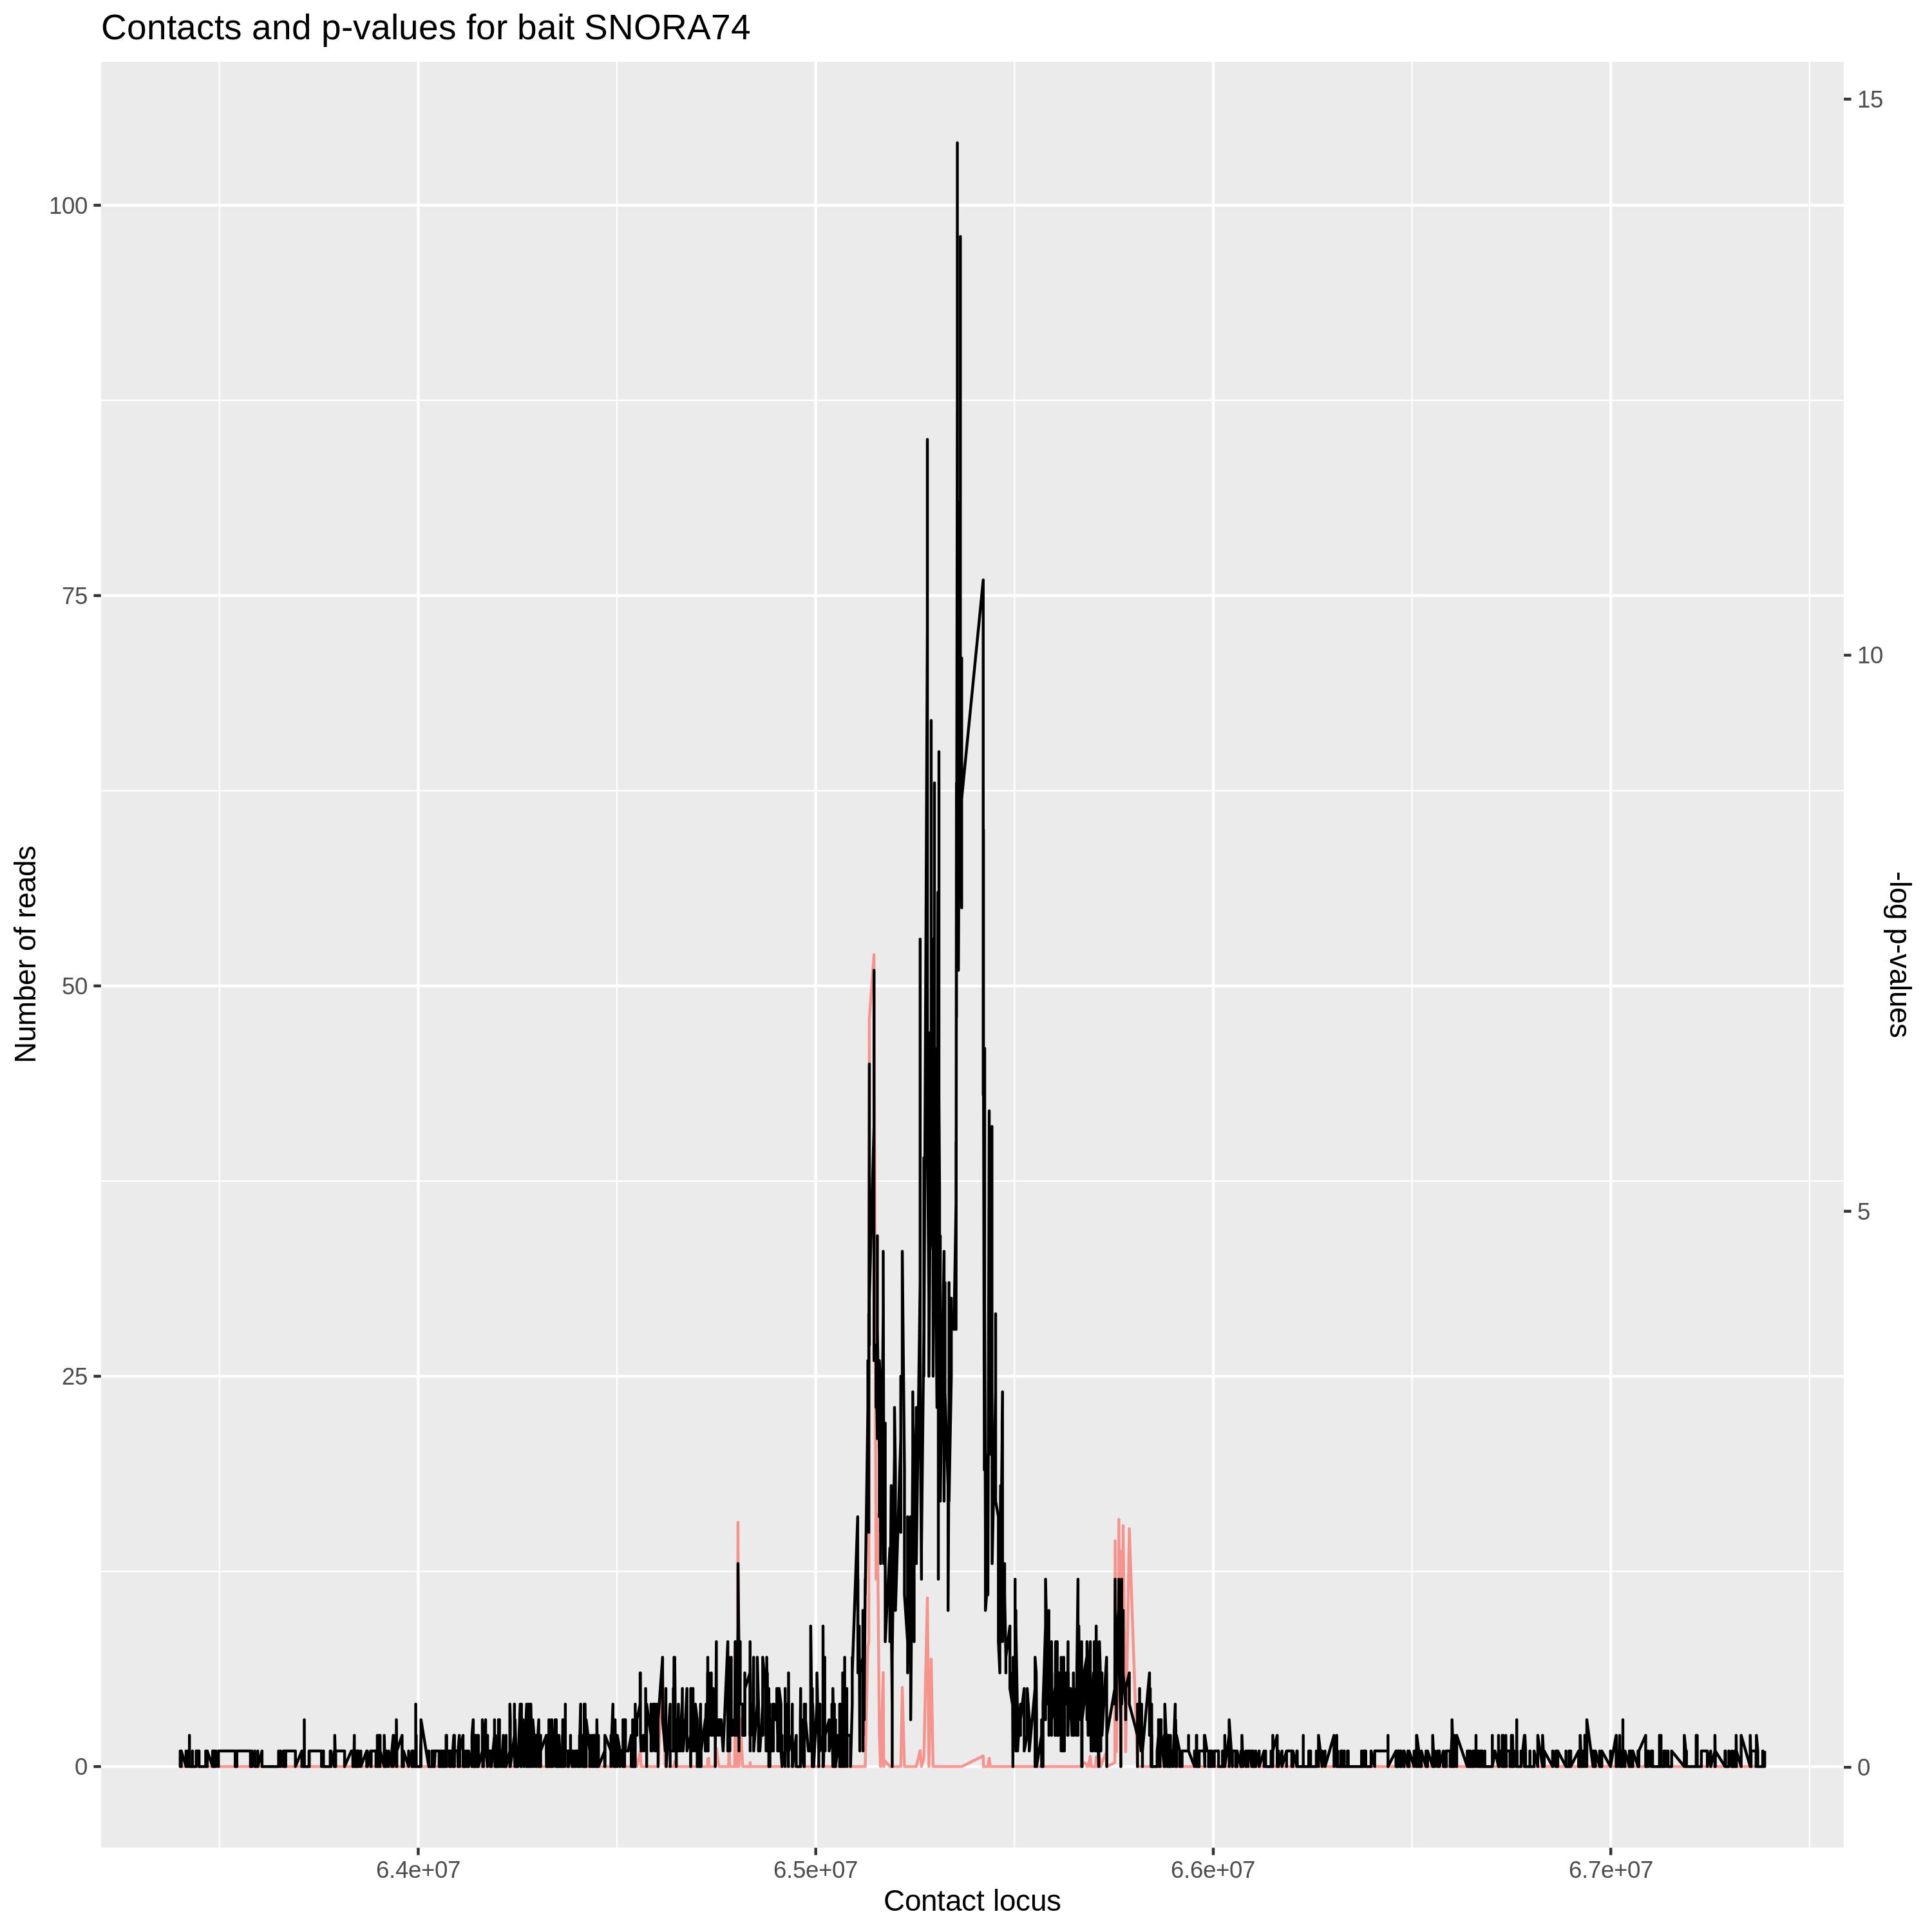 Contacts and p-values for bait SNORA74
Number of reads
100
75
50
25
0
15
10
5
0
-log p-values
6.4e+07
6.5e+07
6.6e+07
6.7e+07
Contact locus